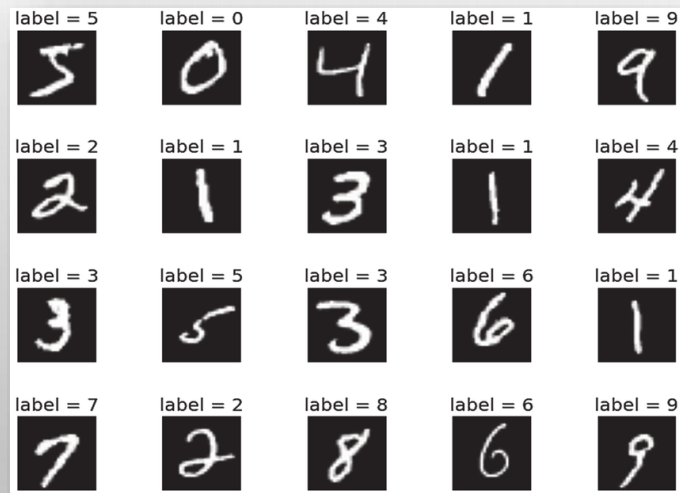 label = 5 label = 0 label = 4 label = 1 label = 9
5 0 4 1 9
label = 2 label = 1 label = 3 label = 1 label = 4
2 1 3 1 4
label = 3 label = 5 label = 3 label = 6 label = 1
3 5 3 6 1
label = 7 label = 2 label = 8 label = 6 label = 9
7 2 8 6 9